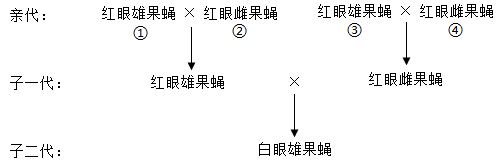 亲代： 红眼雄果蝇 × 红眼雌果蝇 红眼雄果蝇 × 红眼雌果蝇
① ② ③ ④
子一代： 红眼雄果蝇 × 红眼雌果蝇
子二代： 白眼雄果蝇